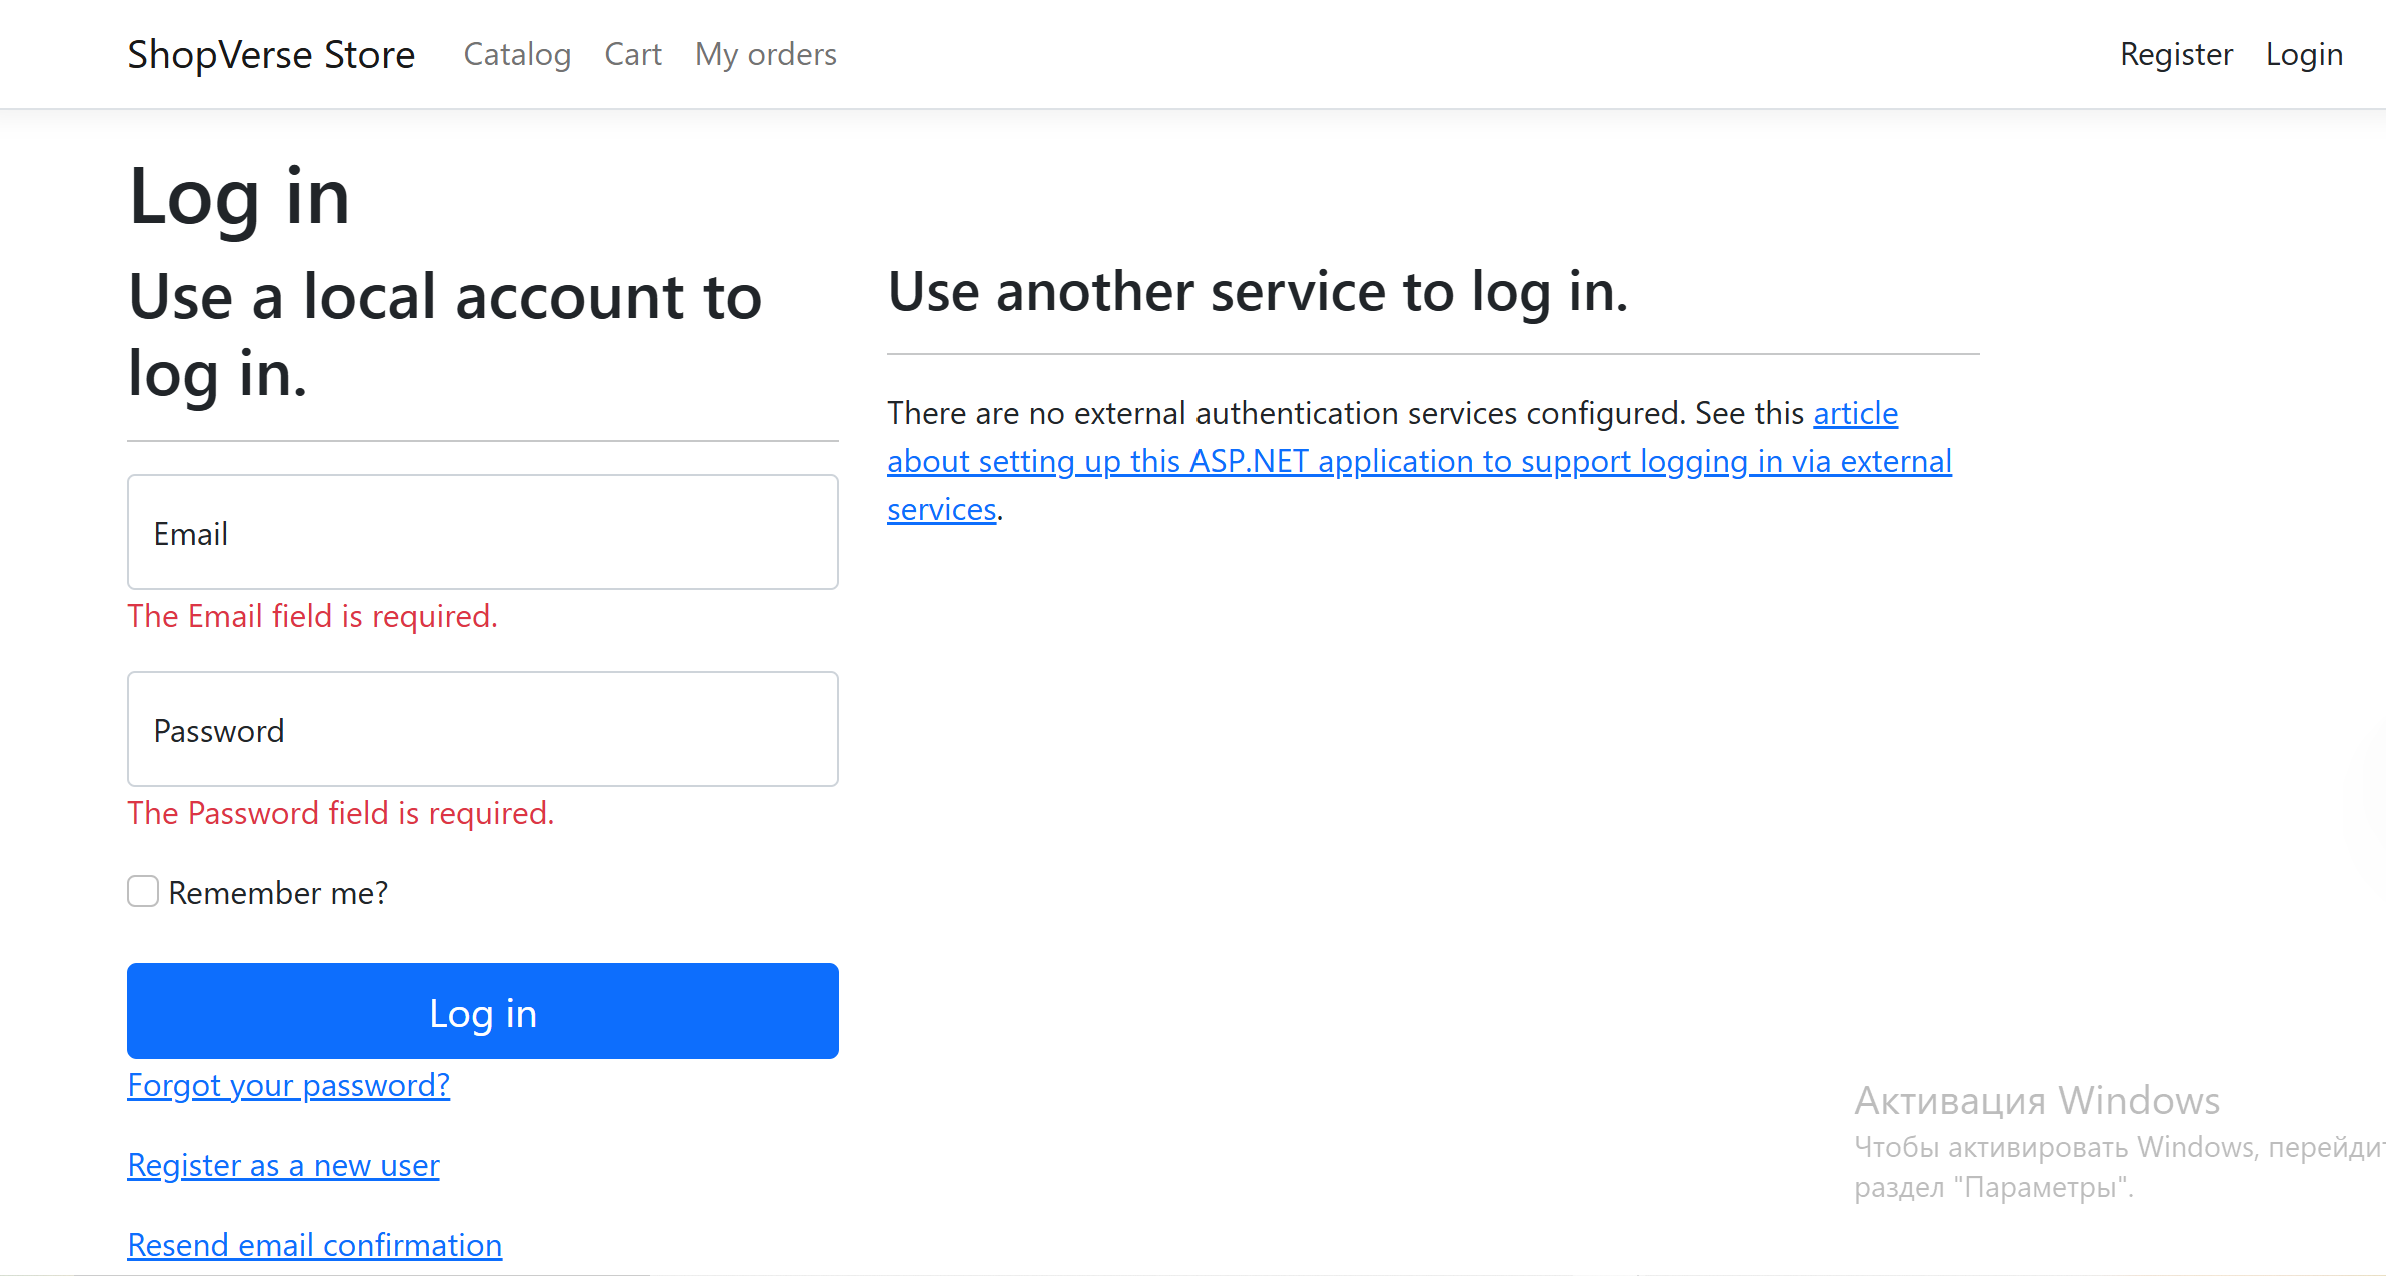 ShopVerse Store Catalog Cart My orders Register Login
Log in
Use a local account to
log in.
Email
The Email field is required.
Password
The Password field is required.
Remember me?
Log in
Forgot your password?
Register as a new user
Resend email confirmation
Use another service to log in.
There are no external authentication services configured. See this article
about setting up this ASP.NET application to support logging in via external
services.
Активация Windows
Чтобы активировать Windows,
раздел "Параметры".